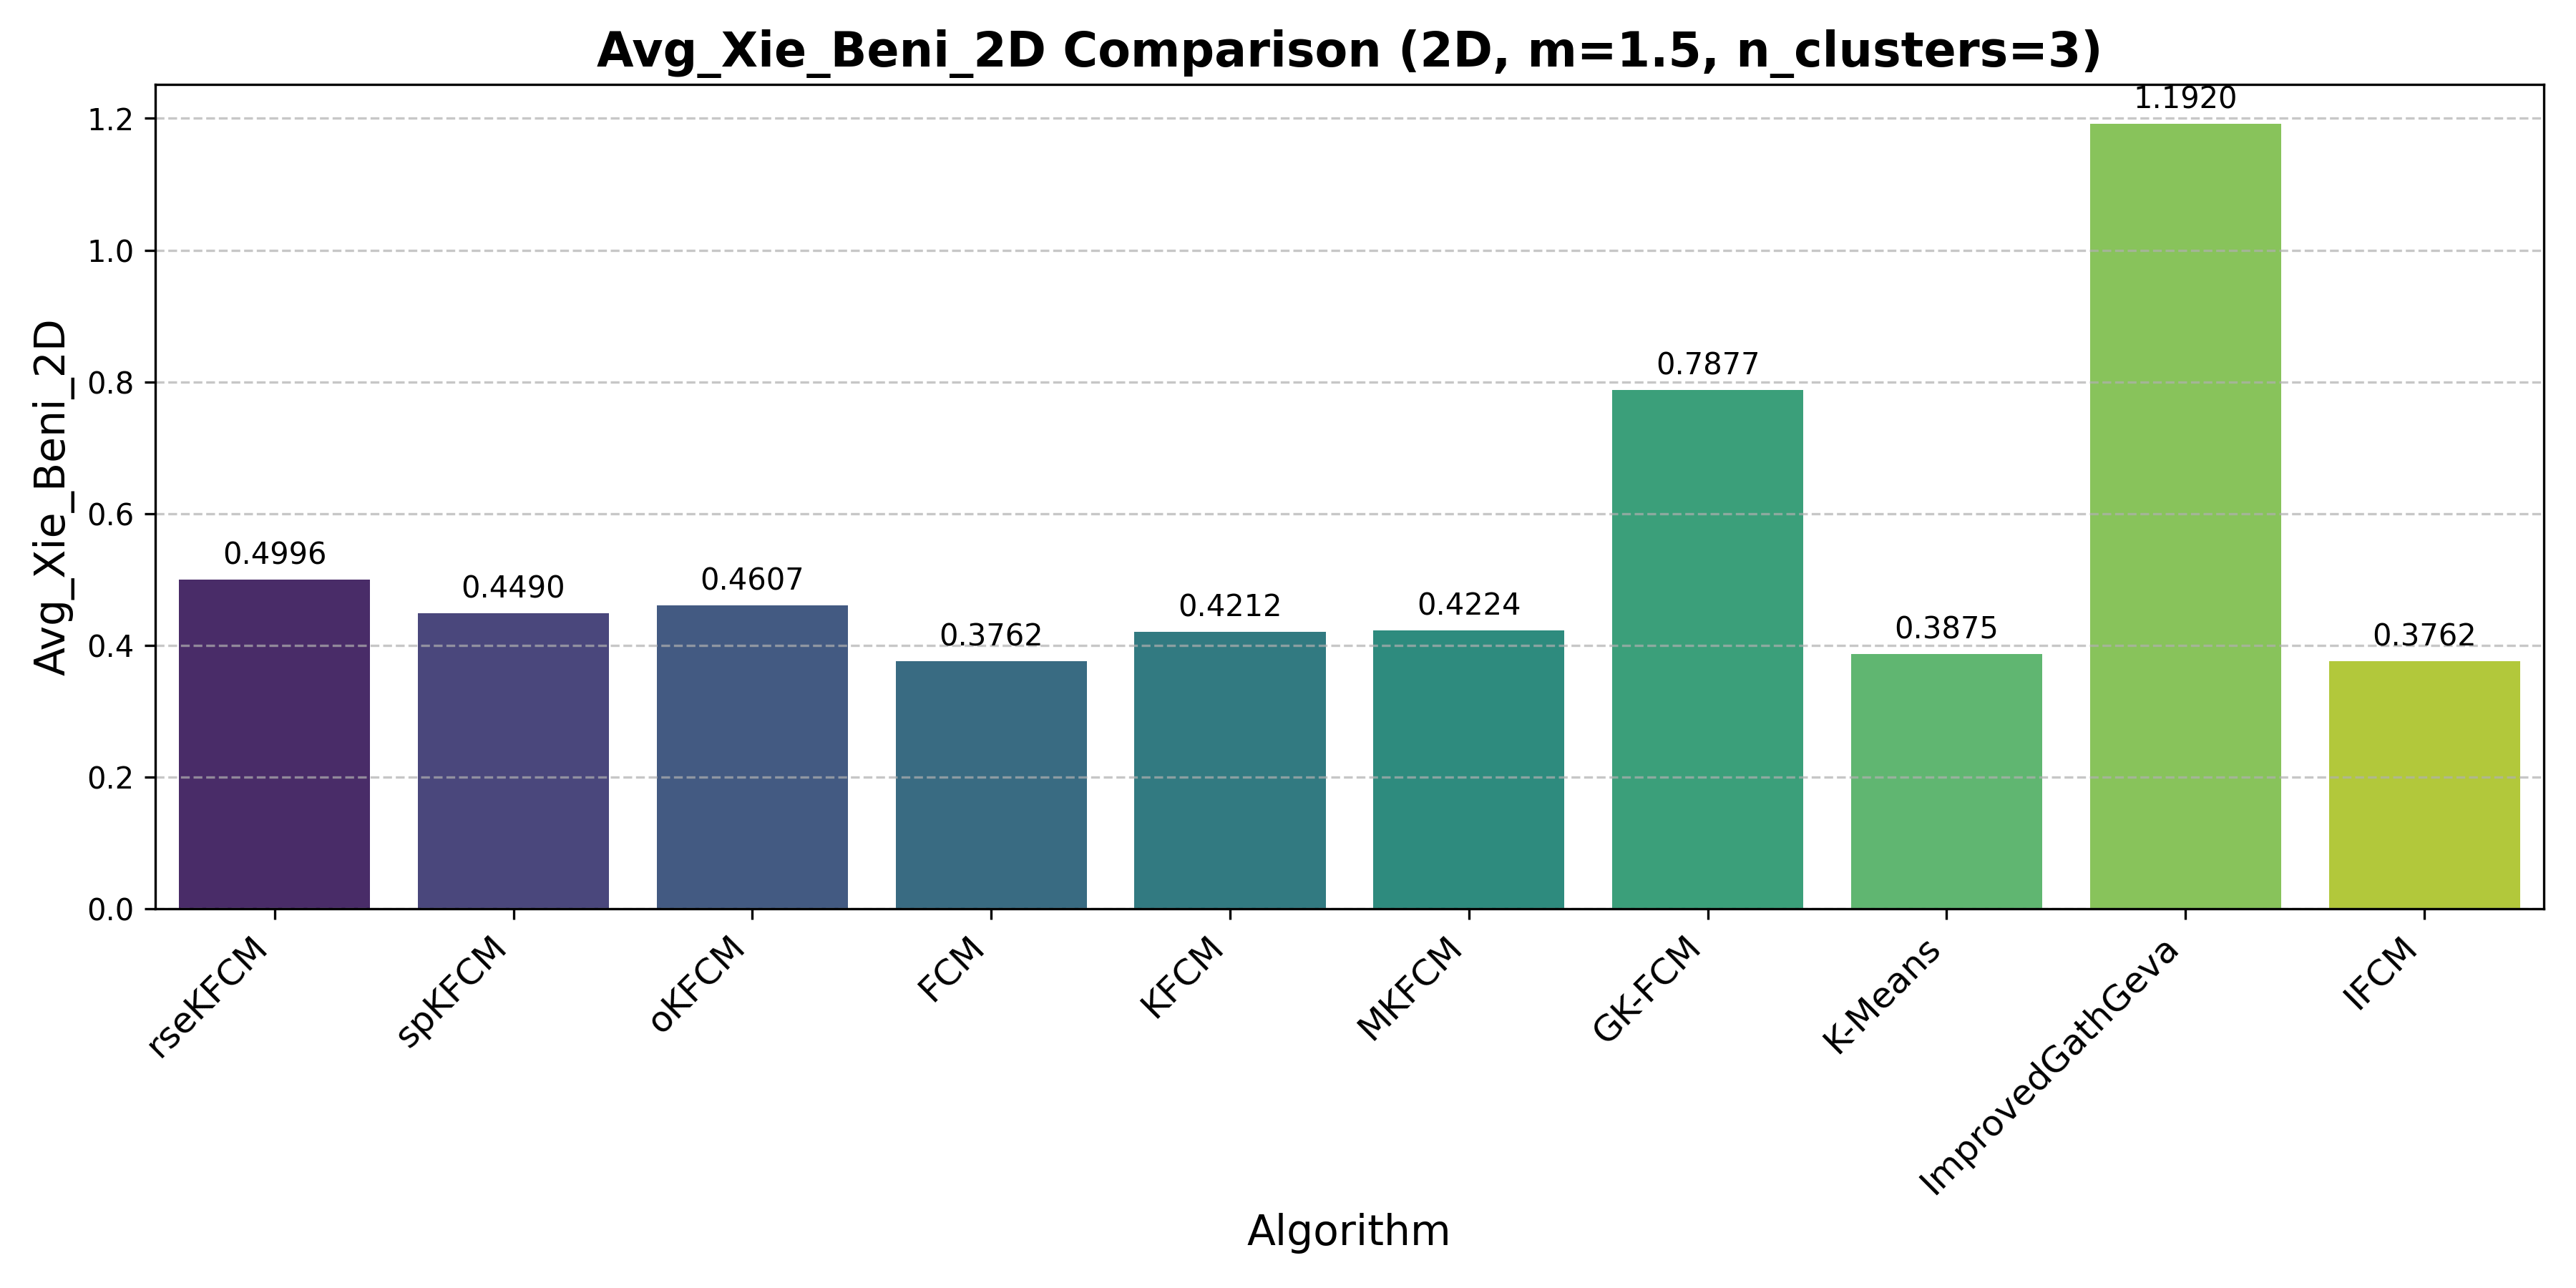 Avg_Xie_Beni_2D Comparison (2D, m=1.5, n_clusters=3)
Avg_Xie_Beni_2D
1.2
1.0
0.8
0.6
0.4
0.2
0.0
0.4996
0.4490
0.4607
0.3762
0.4212
0.4224
0.7877
0.3875
1.1920
0.3762
rseKFCM
spKFCM
oKFCM
FCM
KFCM
MKFCM
GK-FCM
K-Means
ImprovedGathGeva
IFCM
Algorithm